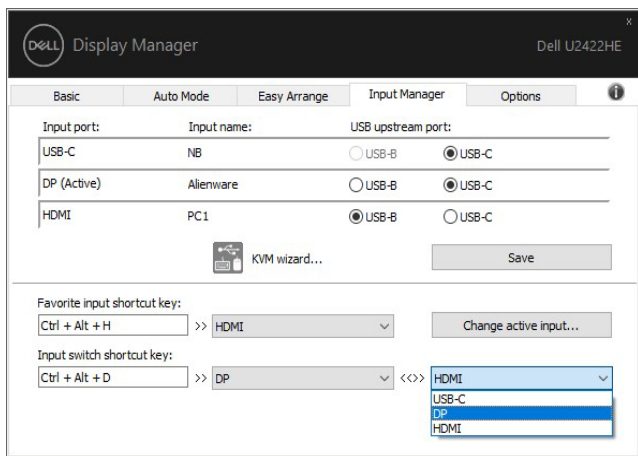 DELL Display Manager
x
Dell U2422HE
Basic Auto Mode Easy Arrange Input Manager Options i
Input port: Input name: USB upstream port:
USB-C NB USB-B USB-C
DP (Active) Alienware USB-B USB-C
HDMI PC1 USB-B USB-C
KVM wizard... Save
Favorite input shortcut key:
Ctrl + Alt + H >> HDMI Change active input...
Input switch shortcut key:
Ctrl + Alt + D >> DP <<>> HDMI
USB-C
DP
HDMI